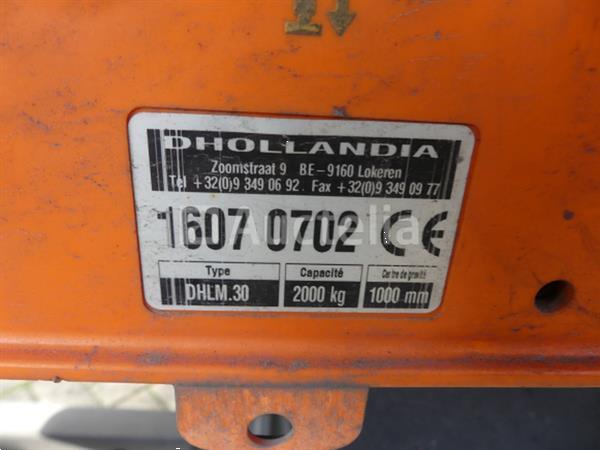 DHOLLANDIA
Zoomstraat 9 BE-9160 Lokeren
Tel +32(0)9 349 06 92. Fax +32(0)9 349 09 77
1607 0702 CE
Type Capacité Centre de gravité
DHLM.30 2000 kg 1000 mm